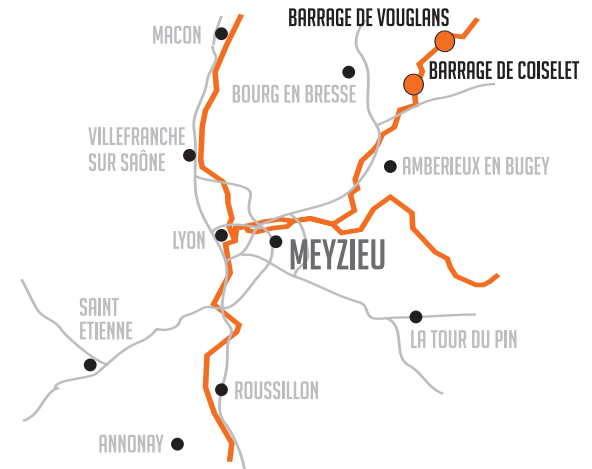 BARRAGE DE VOUGLANS
MACON
BARRAGE DE COISELET
BOURG EN BRESSE
VILLEFRANCHE
SUR SAÔNE
AMBERIEUX EN BUGEY
LYON
MEYZIEU
SAINT
ETIENNE
LA TOUR DU PIN
ROUSSILLON
ANNONAY